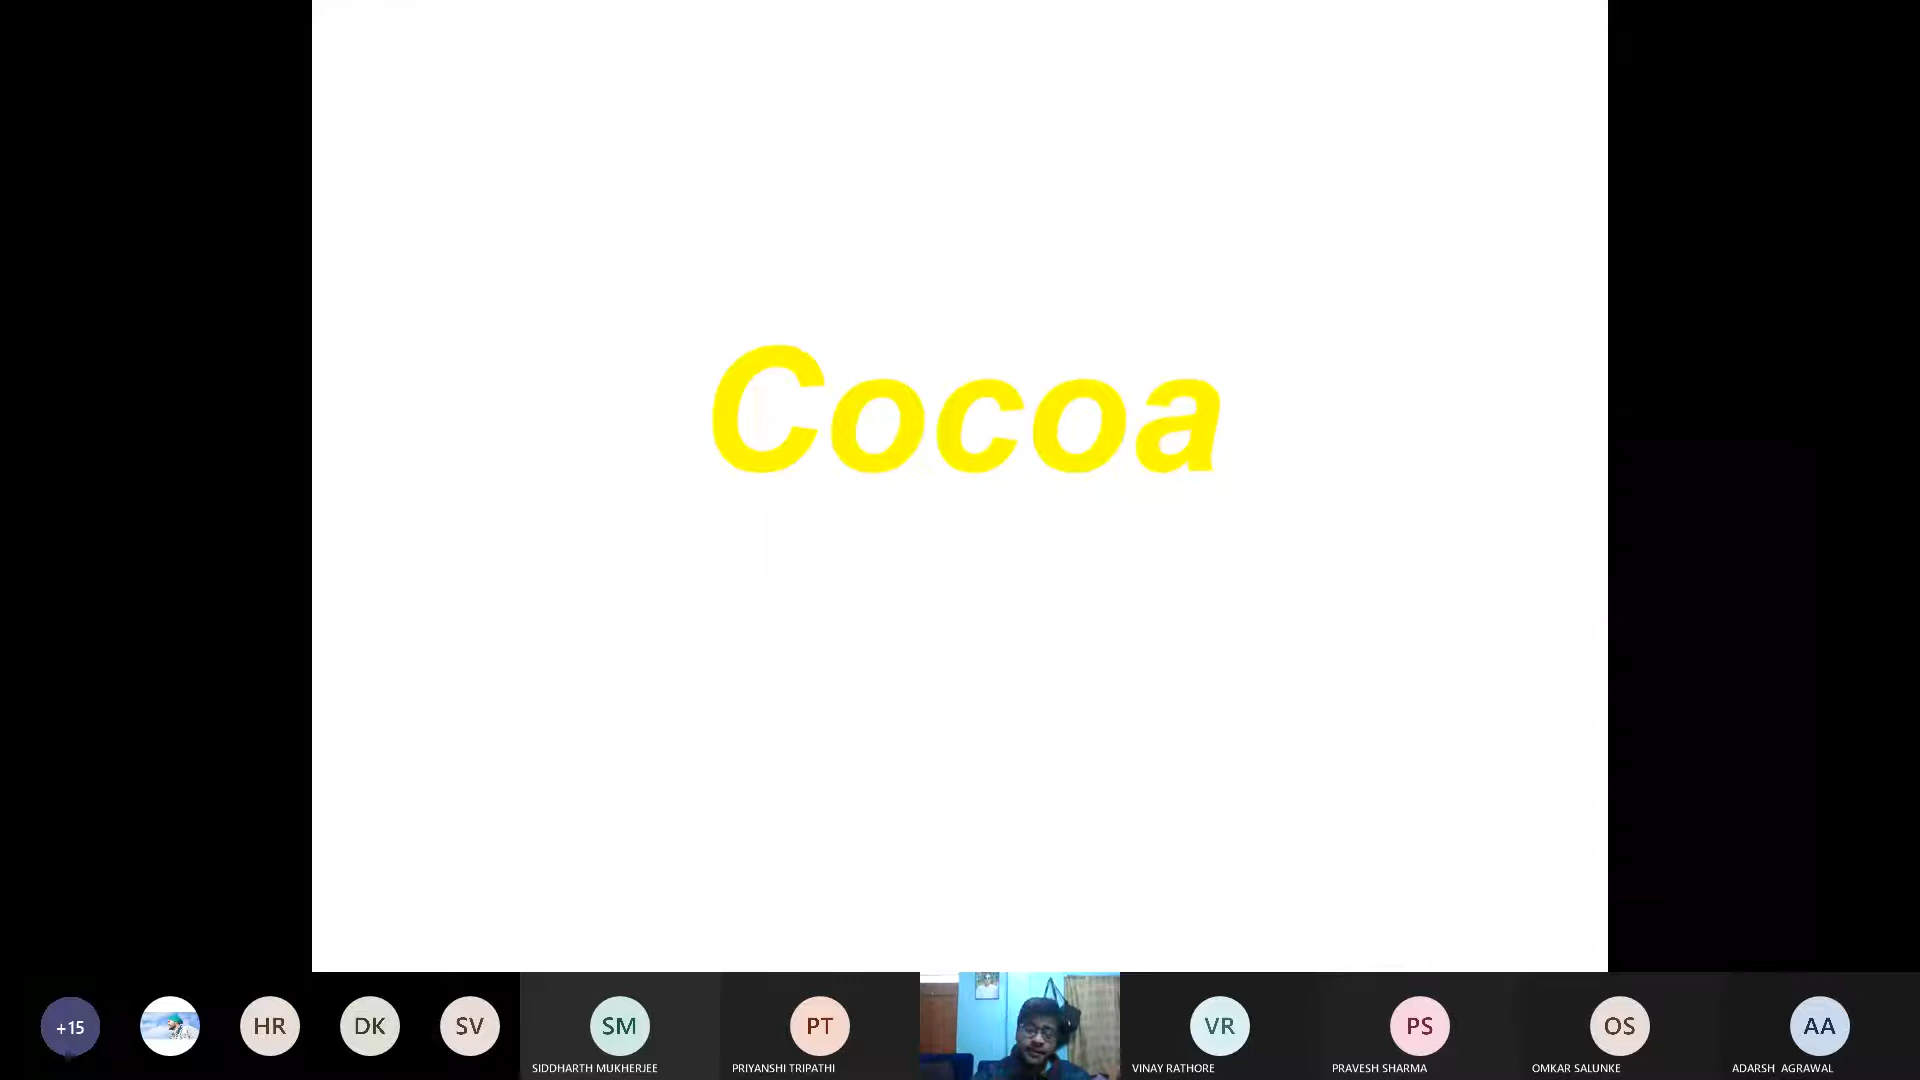 Cocoa
+15
HR
DK
SV
SM
PT
VR
PS
OS
AA
SIDDHARTH MUKHERJEE
PRIYANSHI TRIPATHI
VINAY RATHORE
PRAVESH SHARMA
OMKAR SALUNKE
ADARSH AGRAWAL